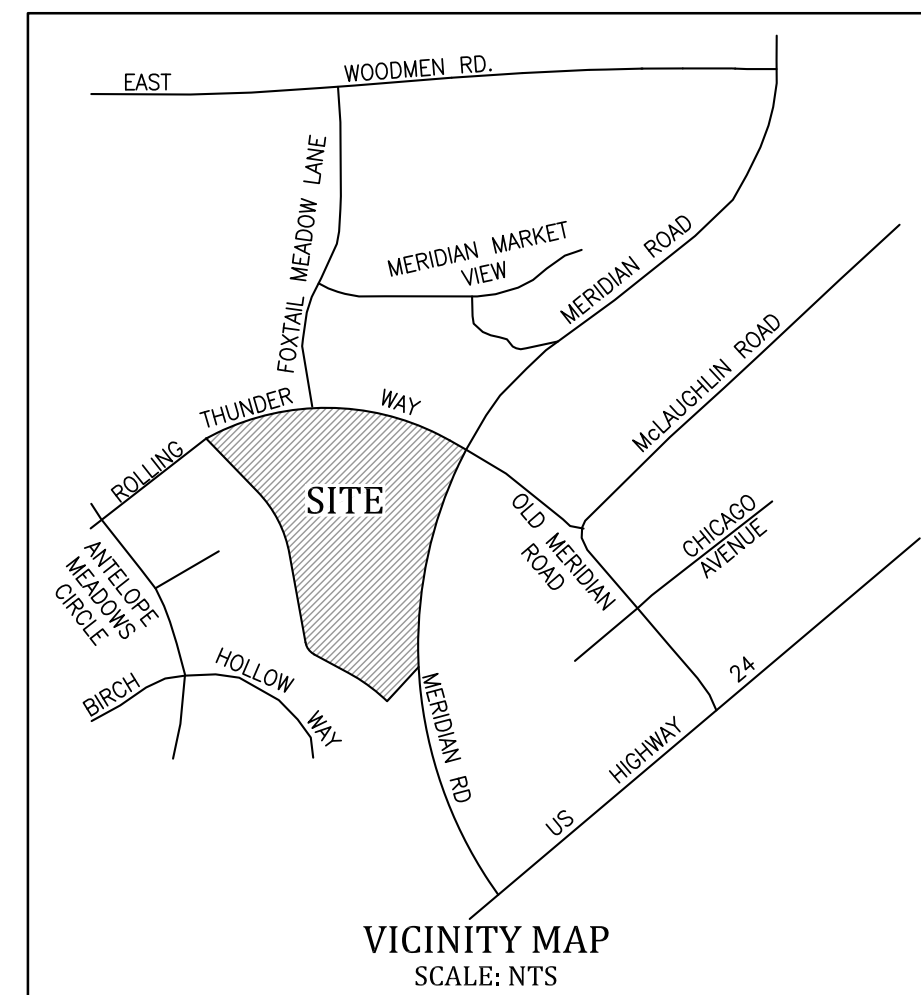 EAST
WOODMEN RD.
FOXTAIL MEADOW LANE
MERIDIAN MARKET
VIEW
MERIDIAN ROAD
McLAUGHLIN ROAD
ROLLING
THUNDER
WAY
SITE
OLD MERIDIAN
ROAD
CHICAGO
AVENUE
ANTELOPE
MEADOWS
CIRCLE
BIRCH
HOLLOW
WAY
MERIDIAN RD
US
HIGHWAY
24
VICINITY MAP
SCALE: NTS